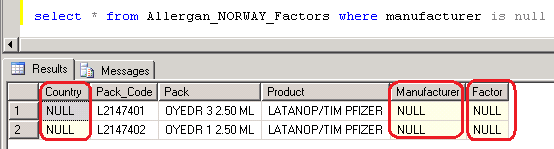 select * from Allergan_NORWAY_Factors where manufacturer is null
Results Messages
Country Pack_Code Pack Product Manufacturer Factor
1 NULL L2147401 OYEDR 3 2.50 ML LATANOP/TIM PFIZER NULL NULL
2 NULL L2147402 OYEDR 1 2.50 ML LATANOP/TIM PFIZER NULL NULL